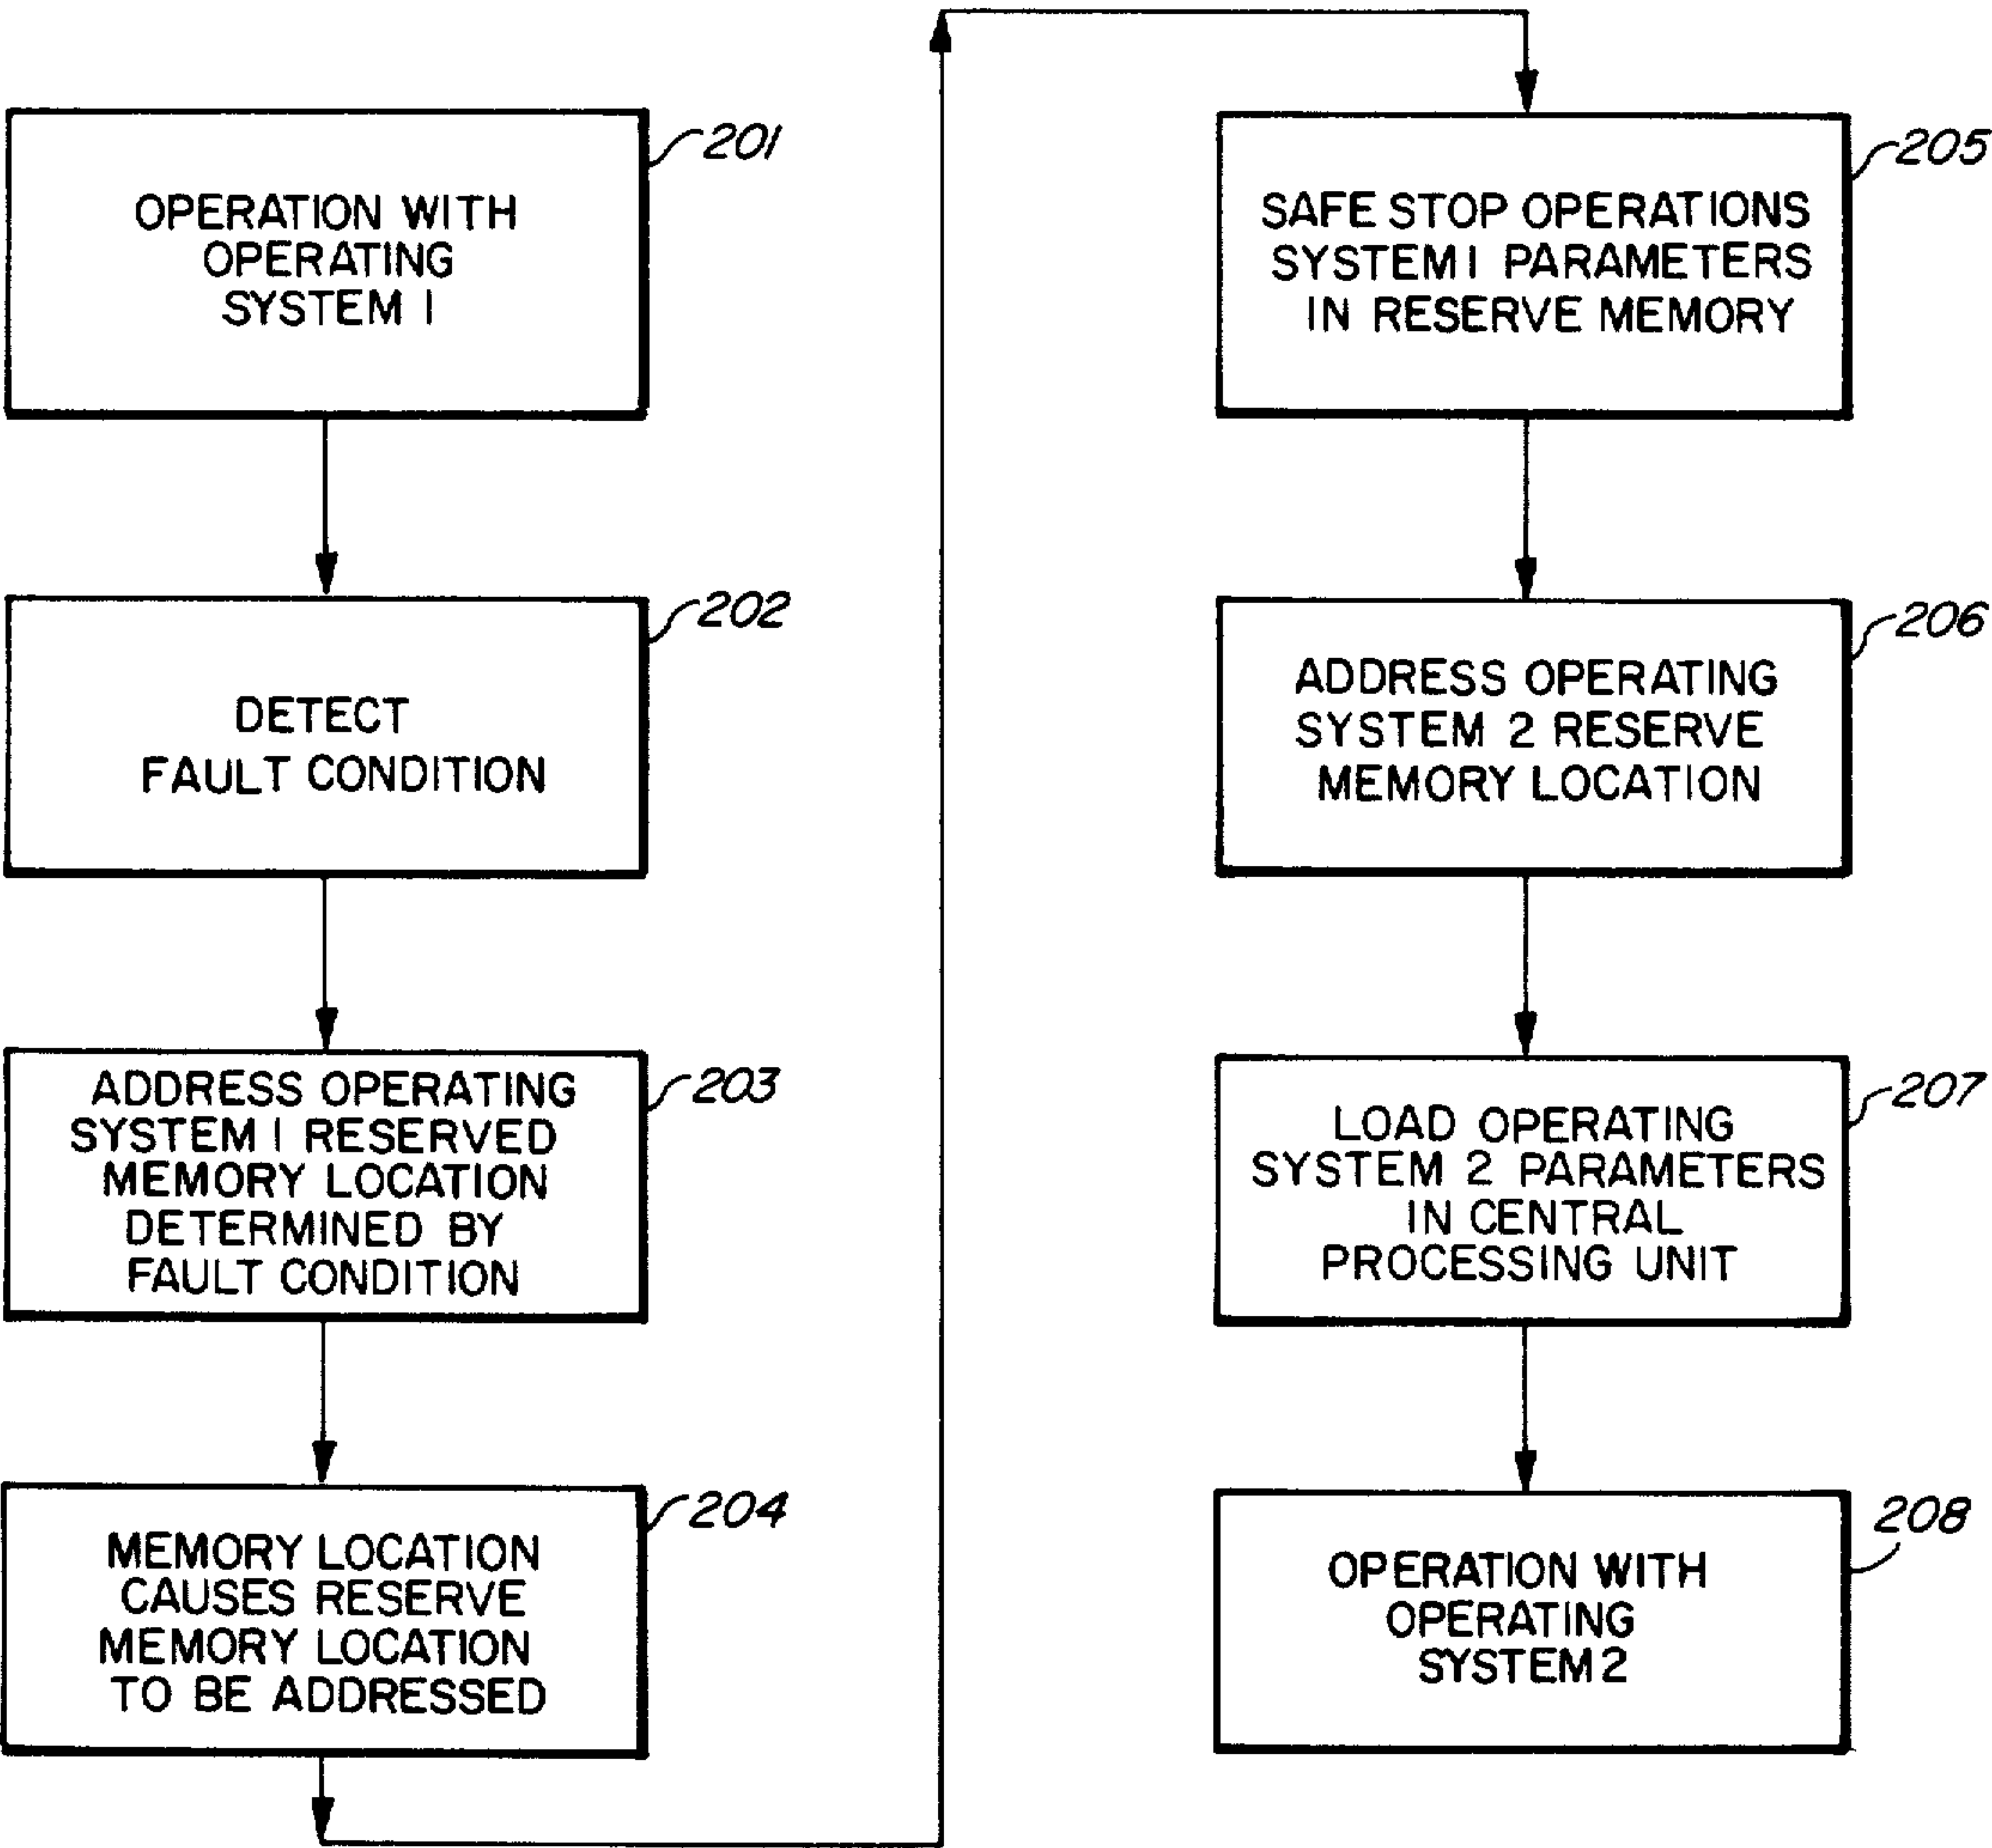 201
OPERATION WITH
OPERATING
SYSTEM 1
202
DETECT
FAULT CONDITION
203
ADDRESS OPERATING
SYSTEM 1 RESERVED
MEMORY LOCATION
DETERMINED BY
FAULT CONDITION
204
MEMORY LOCATION
CAUSES RESERVE
MEMORY LOCATION
TO BE ADDRESSED
205
SAFE STOP OPERATIONS
SYSTEM 1 PARAMETERS
IN RESERVE MEMORY
206
ADDRESS OPERATING
SYSTEM 2 RESERVE
MEMORY LOCATION
207
LOAD OPERATING
SYSTEM 2 PARAMETERS
IN CENTRAL
PROCESSING UNIT
208
OPERATION WITH
OPERATING
SYSTEM 2